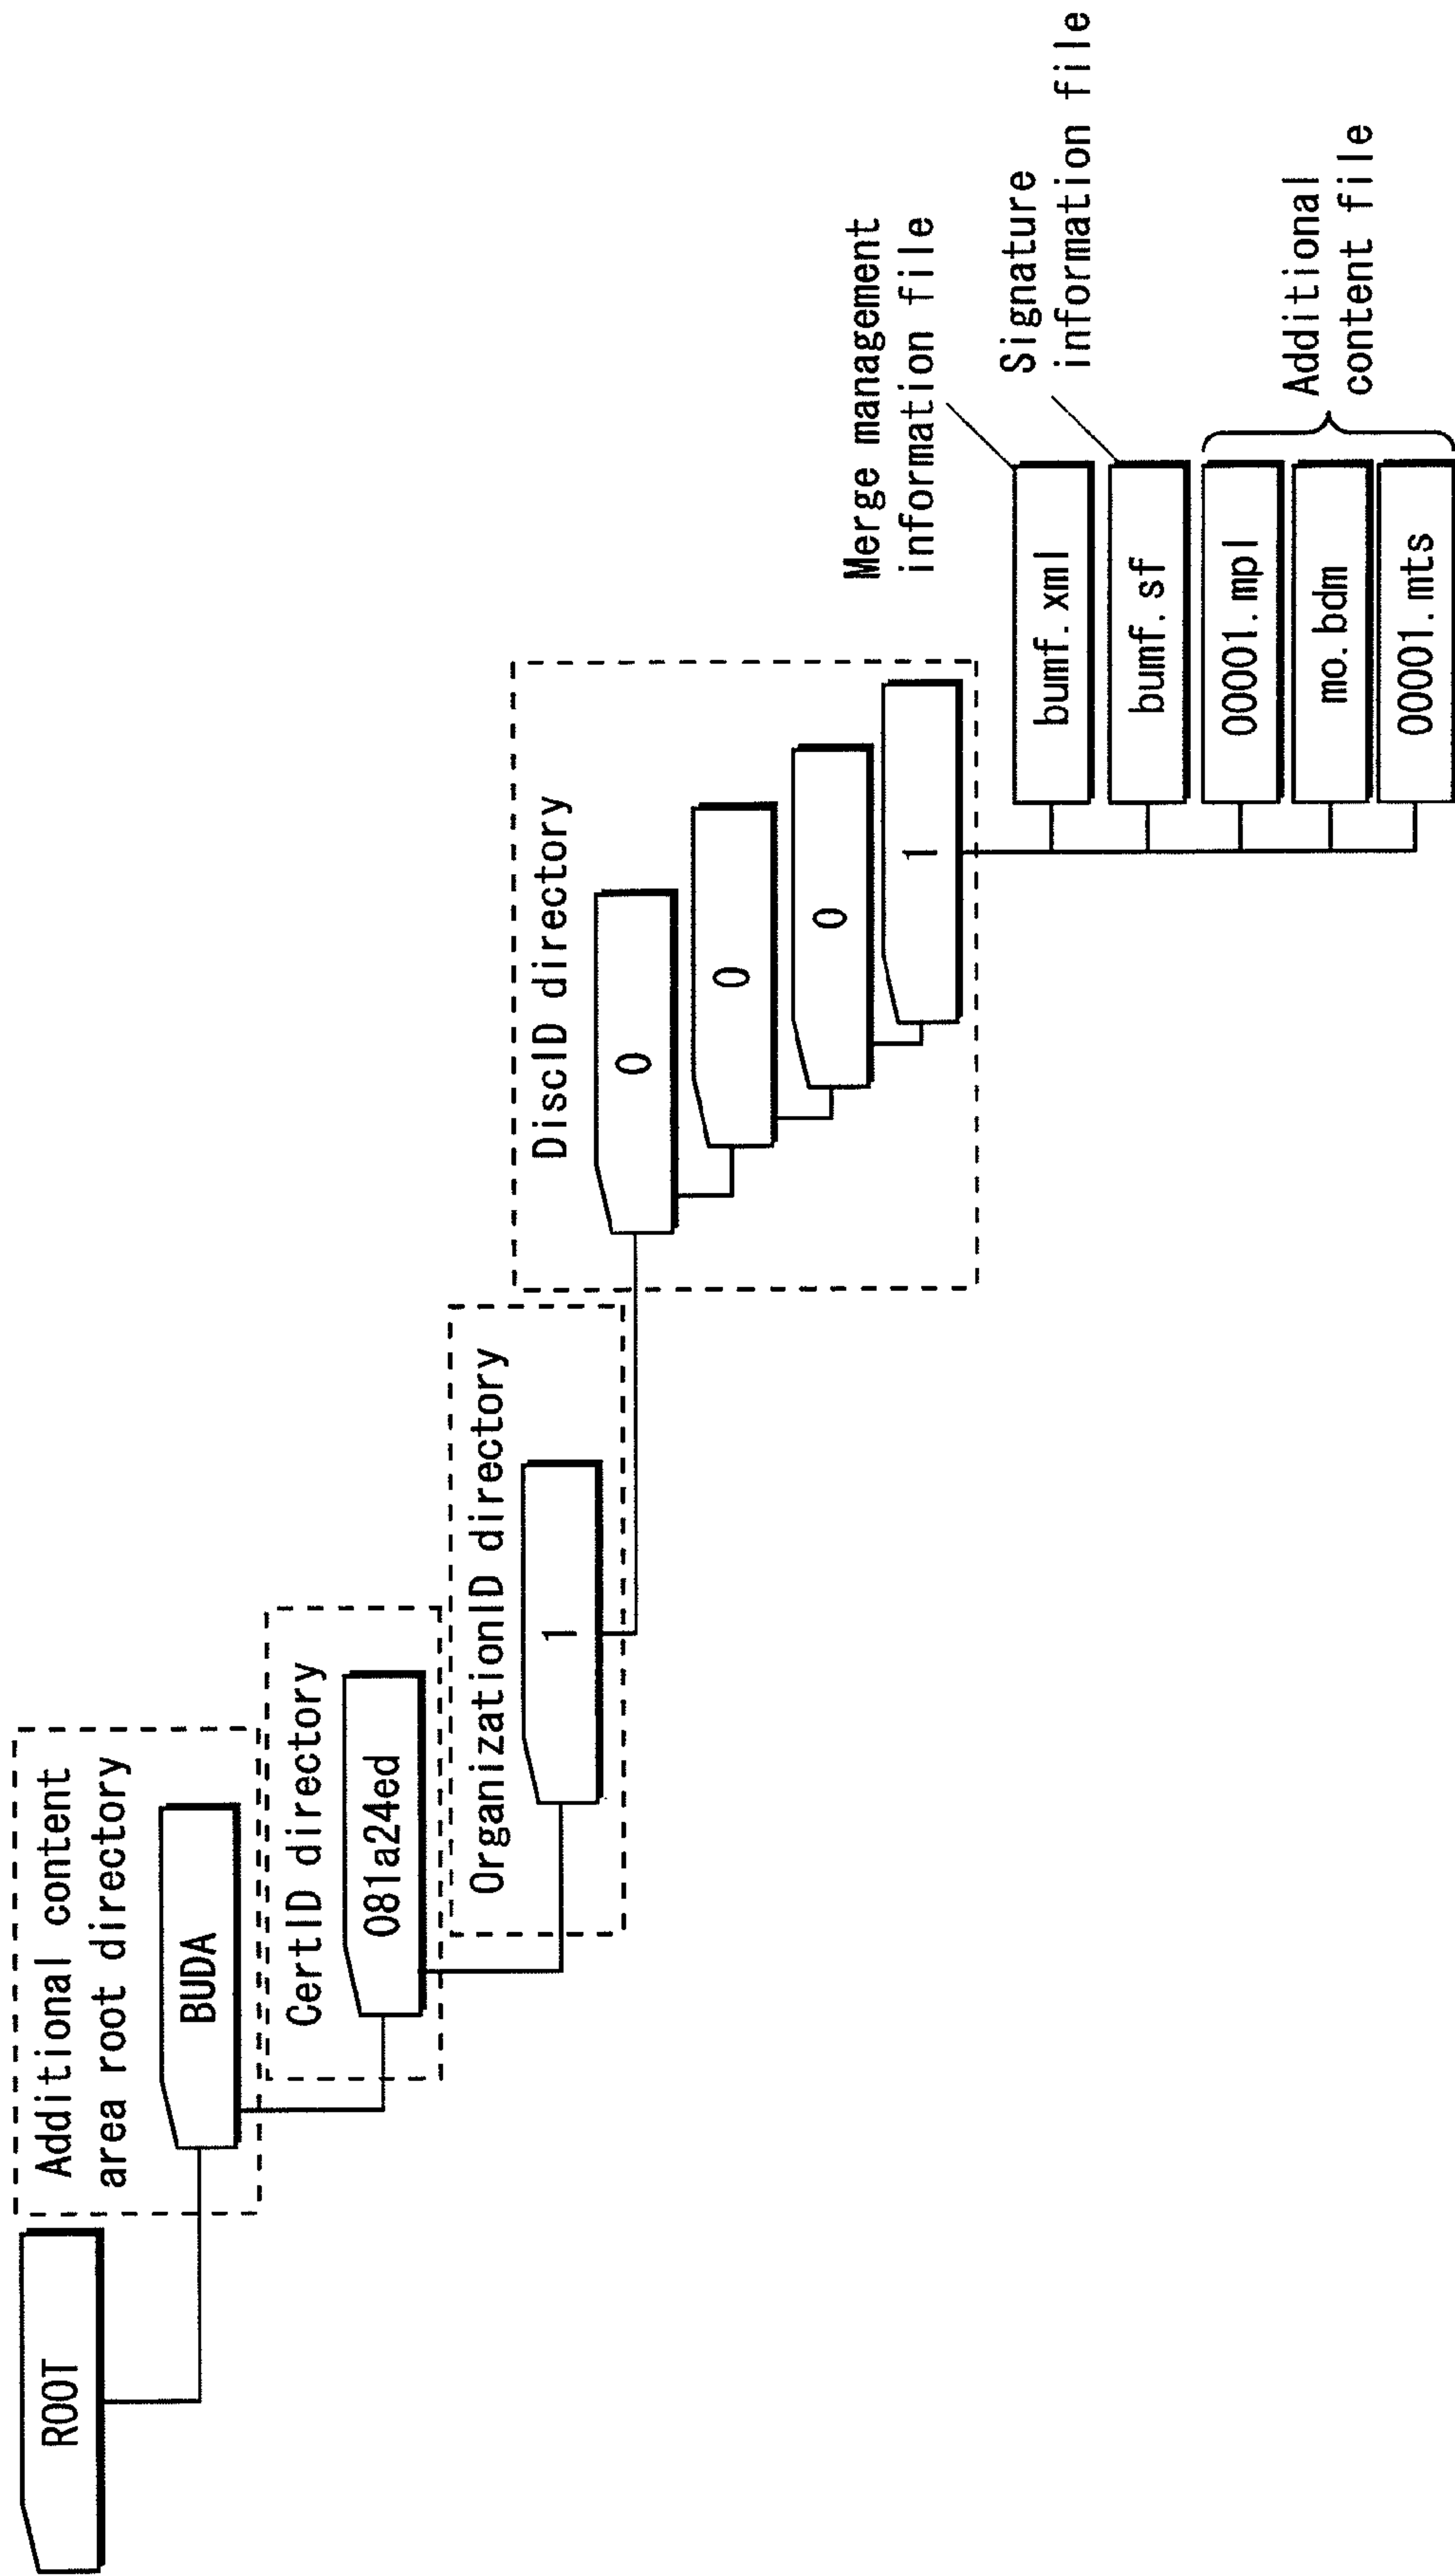 ROOT
Additional content
area root directory
BUDA
CertID directory
081a24ed
OrganizationID directory
1
DiscID directory
0
0
0
1
Merge management
information file
bumf.xml
Signature
information file
bumf.sf
00001.mpl
mo.bdm
00001.mts
Additional
content file